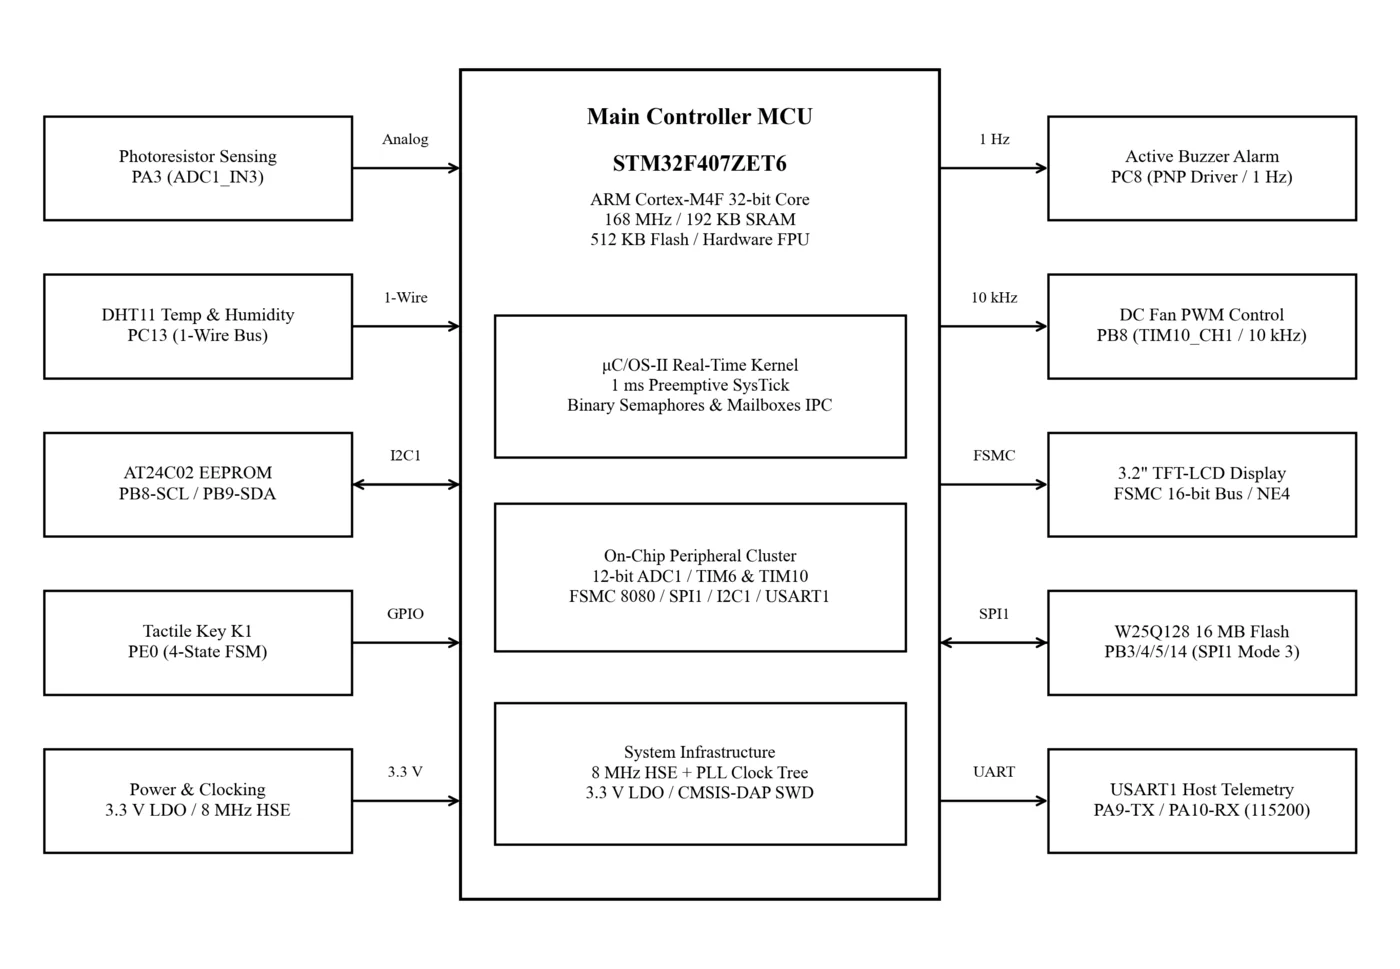 Photoresistor Sensing
PA3 (ADC1_IN3)
Analog
DHT11 Temp & Humidity
PC13 (1-Wire Bus)
1-Wire
AT24C02 EEPROM
PB8-SCL / PB9-SDA
I2C1
Tactile Key K1
PE0 (4-State FSM)
GPIO
Power & Clocking
3.3 V LDO / 8 MHz HSE
3.3 V
Main Controller MCU
STM32F407ZET6
ARM Cortex-M4F 32-bit Core
168 MHz / 192 KB SRAM
512 KB Flash / Hardware FPU
µC/OS-II Real-Time Kernel
1 ms Preemptive SysTick
Binary Semaphores & Mailboxes IPC
On-Chip Peripheral Cluster
12-bit ADC1 / TIM6 & TIM10
FSMC 8080 / SPI1 / I2C1 / USART1
System Infrastructure
8 MHz HSE + PLL Clock Tree
3.3 V LDO / CMSIS-DAP SWD
1 Hz
Active Buzzer Alarm
PC8 (PNP Driver / 1 Hz)
10 kHz
DC Fan PWM Control
PB8 (TIM10_CH1 / 10 kHz)
FSMC
3.2" TFT-LCD Display
FSMC 16-bit Bus / NE4
SPI1
W25Q128 16 MB Flash
PB3/4/5/14 (SPI1 Mode 3)
UART
USART1 Host Telemetry
PA9-TX / PA10-RX (115200)